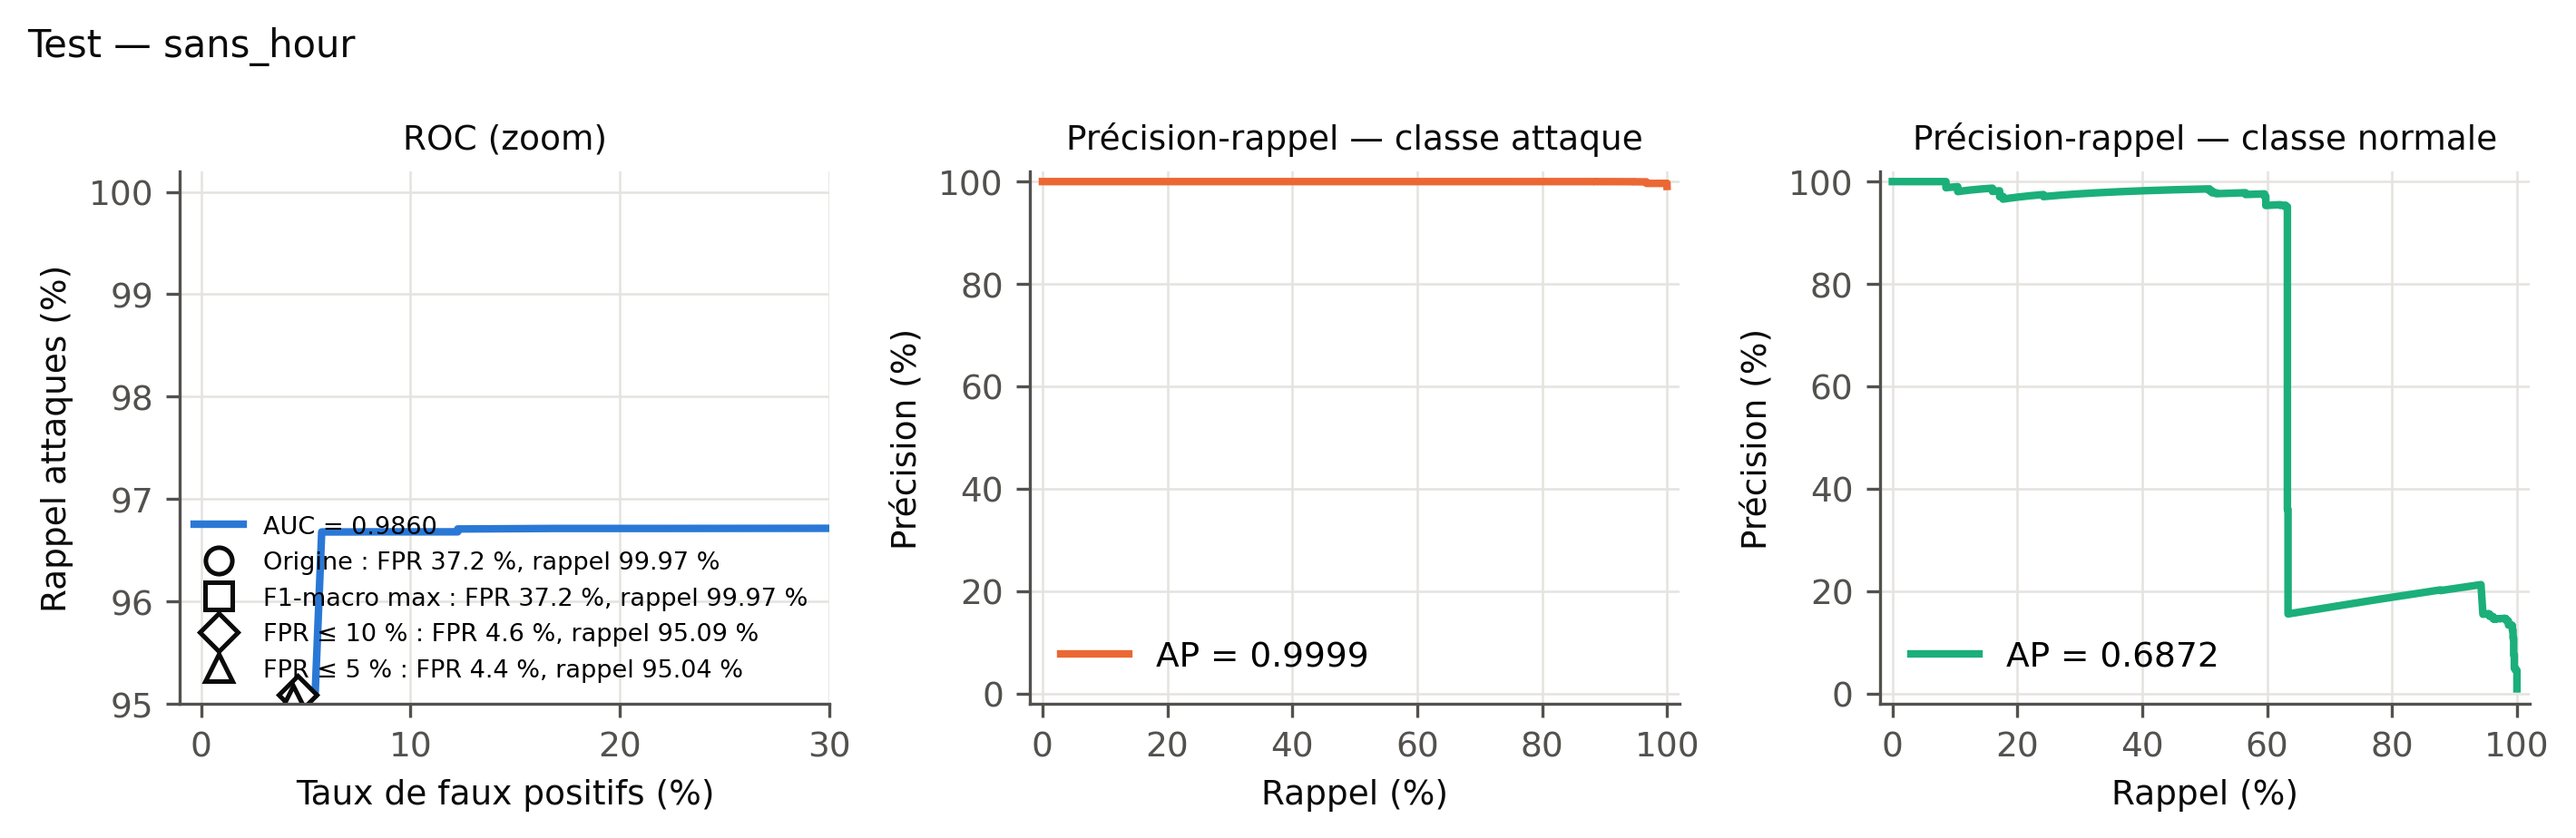 Test — sans_hour
ROC (zoom)
Rappel attaques (%)
100
99
98
97
96
95
AUC = 0.9860
Origine : FPR 37.2 %, rappel 99.97 %
F1-macro max : FPR 37.2 %, rappel 99.97 %
FPR ≤ 10 % : FPR 4.6 %, rappel 95.09 %
FPR ≤ 5 % : FPR 4.4 %, rappel 95.04 %
0 10 20 30
Taux de faux positifs (%)
Précision-rappel — classe attaque
Précision (%)
100
80
60
40
20
0
AP = 0.9999
0 20 40 60 80 100
Rappel (%)
Précision-rappel — classe normale
Précision (%)
100
80
60
40
20
0
AP = 0.6872
0 20 40 60 80 100
Rappel (%)